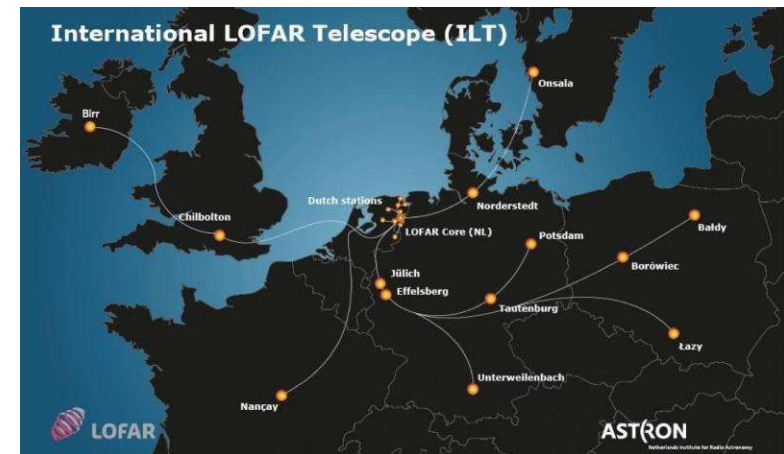 International LOFAR Telescope (ILT)
Onsala
Birr
Dutch stations
Norderstedt
Chilbolton
LOFAR Core (NL)
Potsdam
Bałdy
Borówiec
Jülich
Effelsberg
Tautenburg
Łazy
Unterweilenbach
Nançay
LOFAR
ASTRON
Netherlands Institute for Radio Astronomy